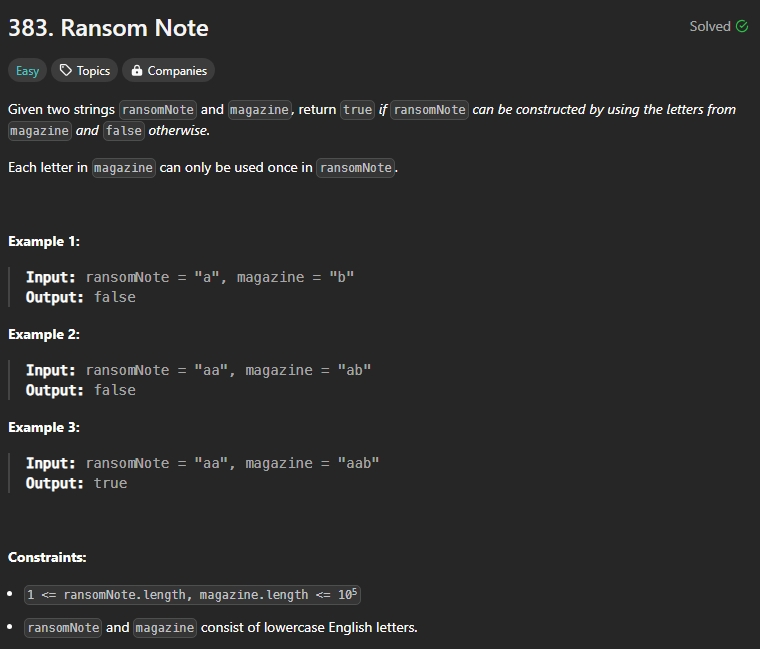 383. Ransom Note
Solved
Easy Topics Companies
Given two strings ransomNote and magazine, return true if ransomNote can be constructed by using the letters from
magazine and false otherwise.
Each letter in magazine can only be used once in ransomNote.
Example 1:
Input: ransomNote = "a", magazine = "b"
Output: false
Example 2:
Input: ransomNote = "aa", magazine = "ab"
Output: false
Example 3:
Input: ransomNote = "aa", magazine = "aab"
Output: true
Constraints:
• 1 <= ransomNote.length, magazine.length <= 10⁵
• ransomNote and magazine consist of lowercase English letters.